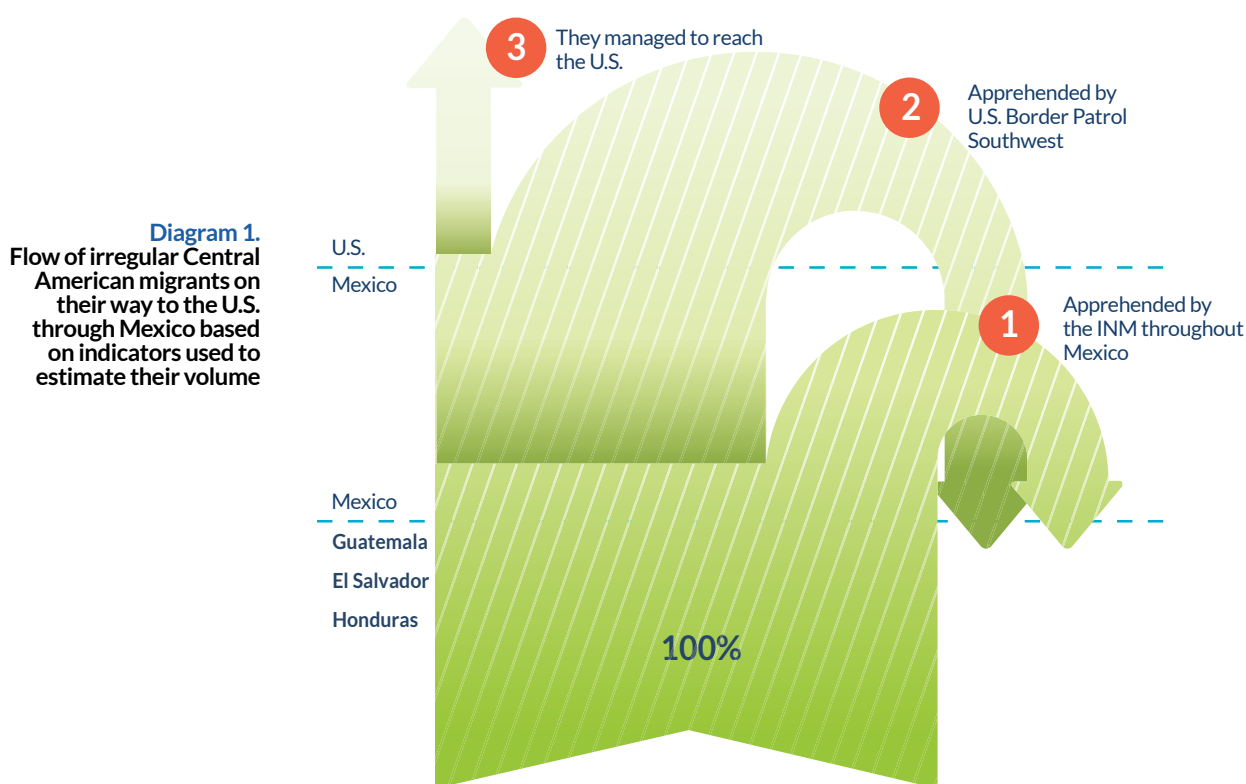 3
They managed to reach
the U.S.
2
Apprehended by
U.S. Border Patrol
Southwest
Diagram 1.
Flow of irregular Central
American migrants on
their way to the U.S.
through Mexico based
on indicators used to
estimate their volume
U.S.
Mexico
1
Apprehended by
the INM throughout
Mexico
Mexico
Guatemala
El Salvador
Honduras
100%